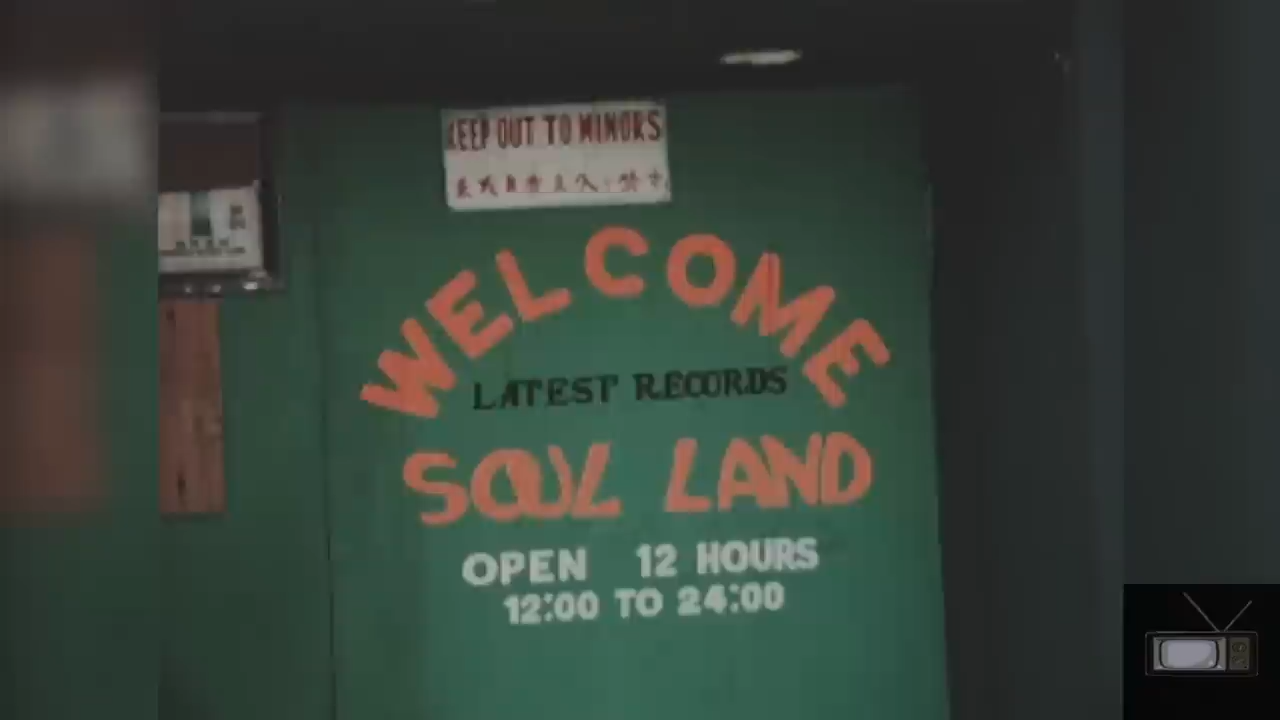 KEEP OUT TO MINORS
WELCOME
LATEST RECORDS
SOUL LAND
OPEN 12 HOURS
12:00 TO 24:00